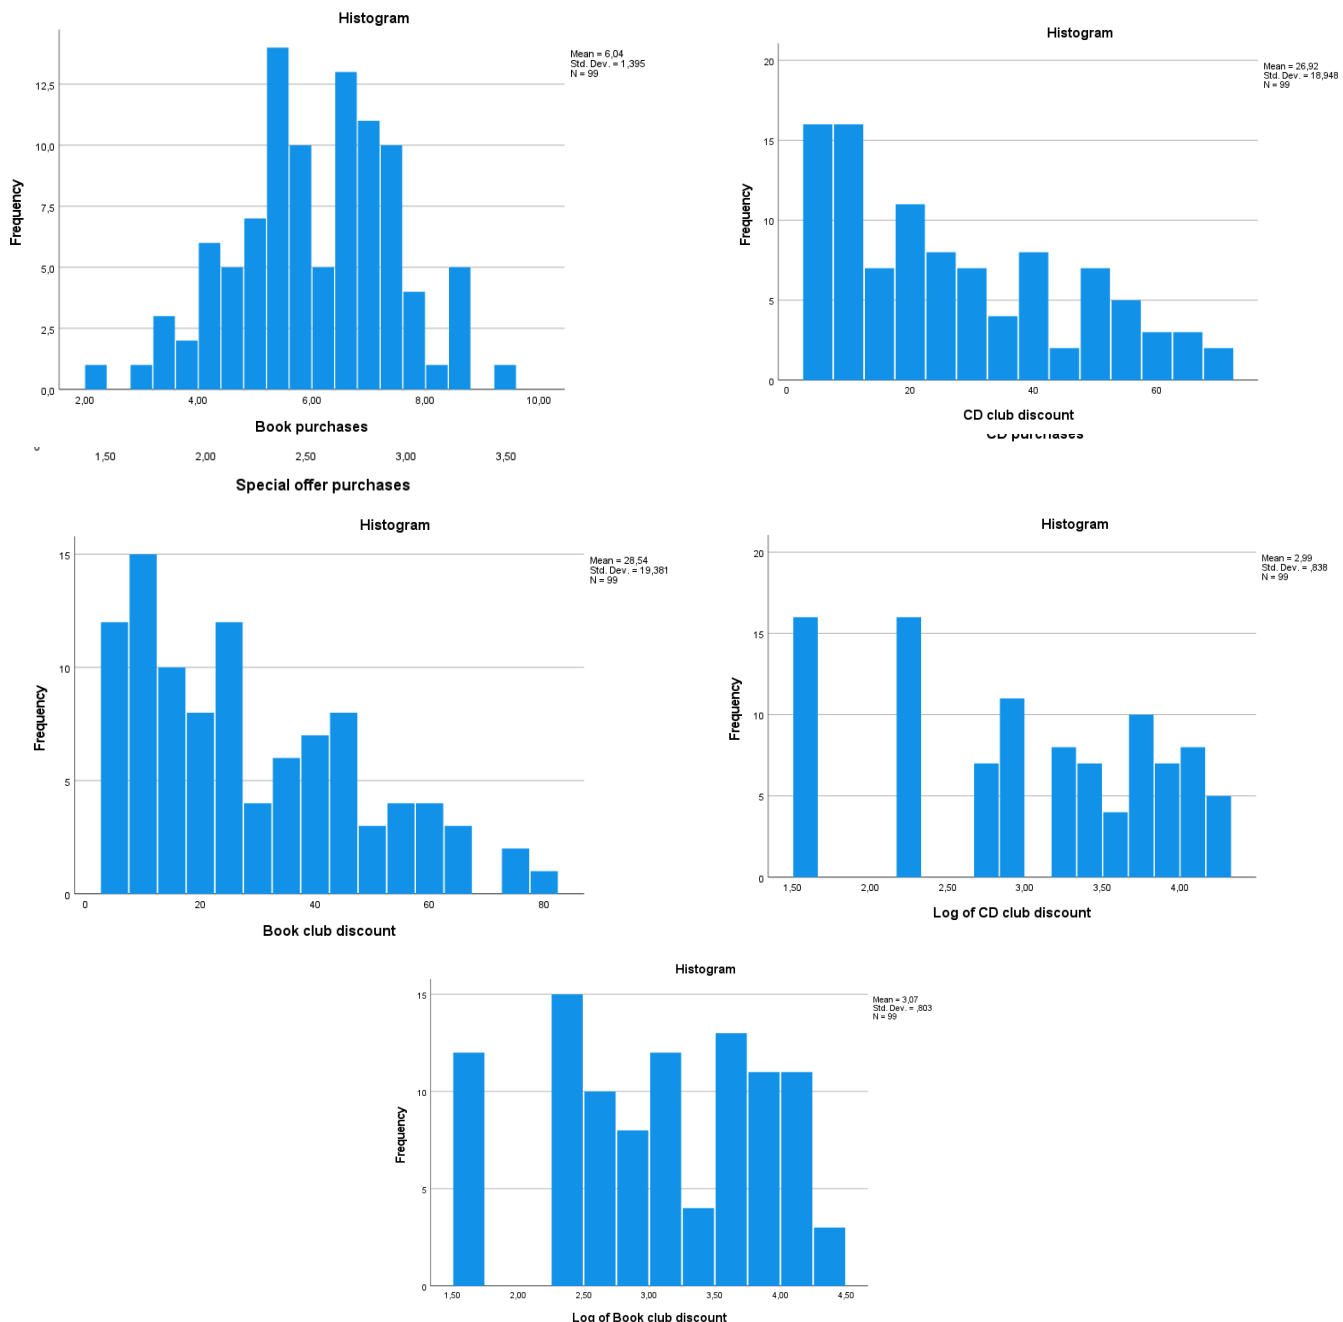 Histogram
Mean = 6,04
Std. Dev. = 1,395
N = 99
12,5
10,0
7,5
5,0
2,5
0,0
Frequency
2,00 4,00 6,00 8,00 10,00
Book purchases
Histogram
Mean = 26,92
Std. Dev. = 18,948
N = 99
20
15
10
5
0
Frequency
0 20 40 60
CD club discount
CD purchases
1,50 2,00 2,50 3,00 3,50
Special offer purchases
Histogram
Mean = 28,54
Std. Dev. = 19,381
N = 99
15
10
5
0
Frequency
0 20 40 60 80
Book club discount
Histogram
Mean = 2,99
Std. Dev. = ,838
N = 99
20
15
10
5
0
Frequency
1,50 2,00 2,50 3,00 3,50 4,00
Log of CD club discount
Histogram
Mean = 3,07
Std. Dev. = ,803
N = 99
15
10
5
0
Frequency
1,50 2,00 2,50 3,00 3,50 4,00 4,50
Log of Book club discount